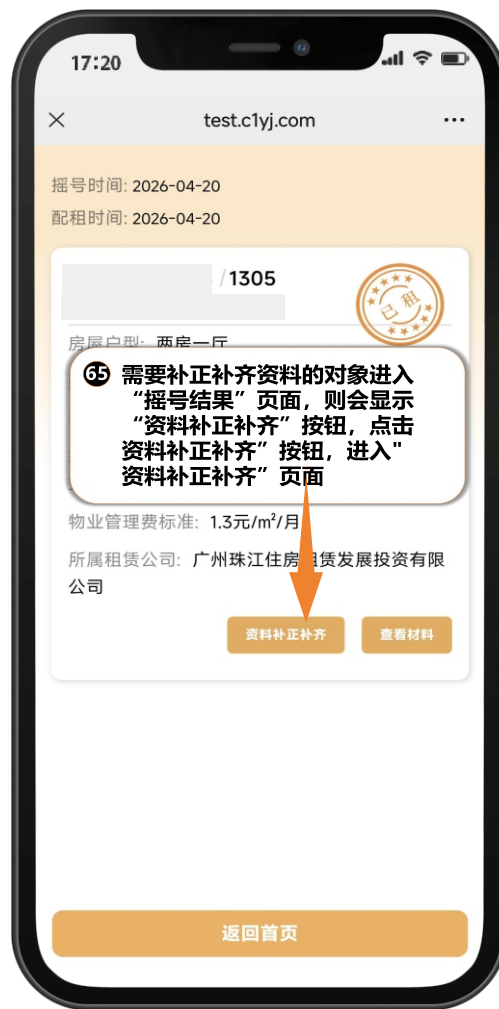 17:20
test.c1yj.com
摇号时间: 2026-04-20
配租时间: 2026-04-20
/1305
已租
房屋户型: 两房一厅
65 需要补正补齐资料的对象进入
“摇号结果”页面，则会显示
“资料补正补齐”按钮，点击
资料补正补齐”按钮，进入"
资料补正补齐”页面
物业管理费标准: 1.3元/m²/月
所属租赁公司: 广州珠江住房租赁发展投资有限
公司
资料补正补齐
查看材料
返回首页